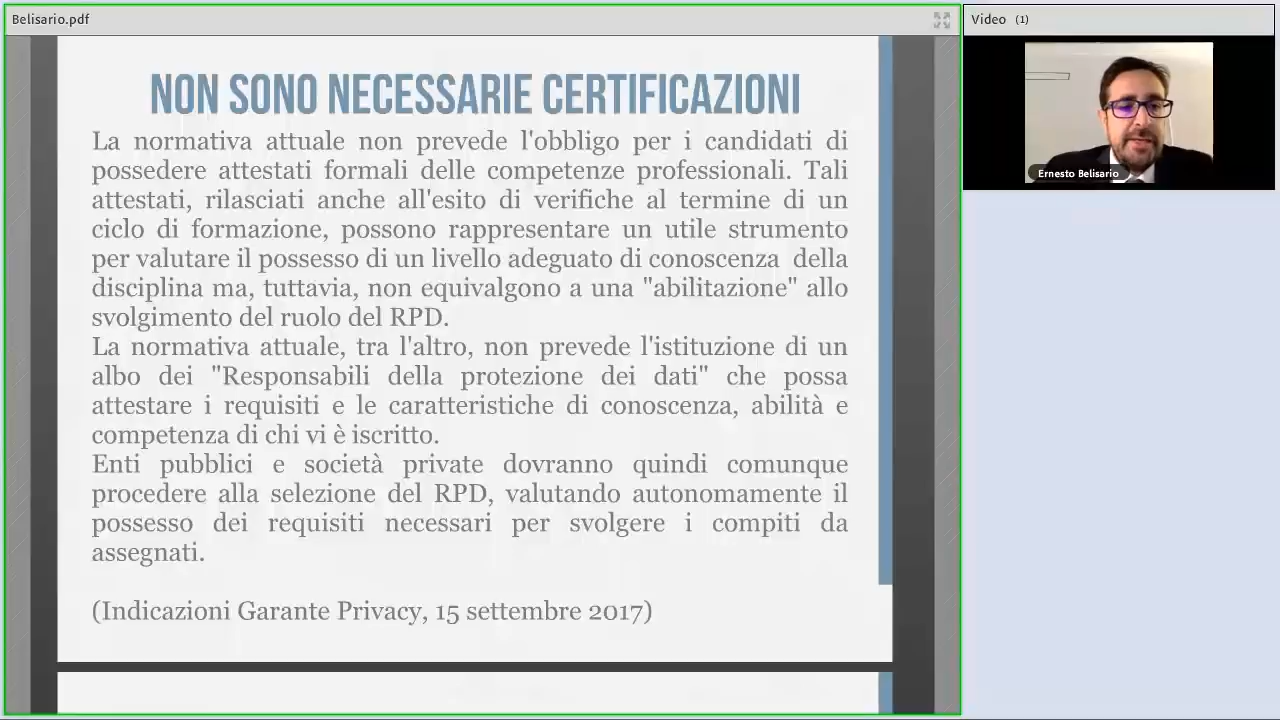 Belisario.pdf
NON SONO NECESSARIE CERTIFICAZIONI
La normativa attuale non prevede l'obbligo per i candidati di
possedere attestati formali delle competenze professionali. Tali
attestati, rilasciati anche all'esito di verifiche al termine di un
ciclo di formazione, possono rappresentare un utile strumento
per valutare il possesso di un livello adeguato di conoscenza della
disciplina ma, tuttavia, non equivalgono a una "abilitazione" allo
svolgimento del ruolo del RPD.
La normativa attuale, tra l'altro, non prevede l'istituzione di un
albo dei "Responsabili della protezione dei dati" che possa
attestare i requisiti e le caratteristiche di conoscenza, abilità e
competenza di chi vi è iscritto.
Enti pubblici e società private dovranno quindi comunque
procedere alla selezione del RPD, valutando autonomamente il
possesso dei requisiti necessari per svolgere i compiti da
assegnati.
(Indicazioni Garante Privacy, 15 settembre 2017)
Video (1)
Ernesto Belisario